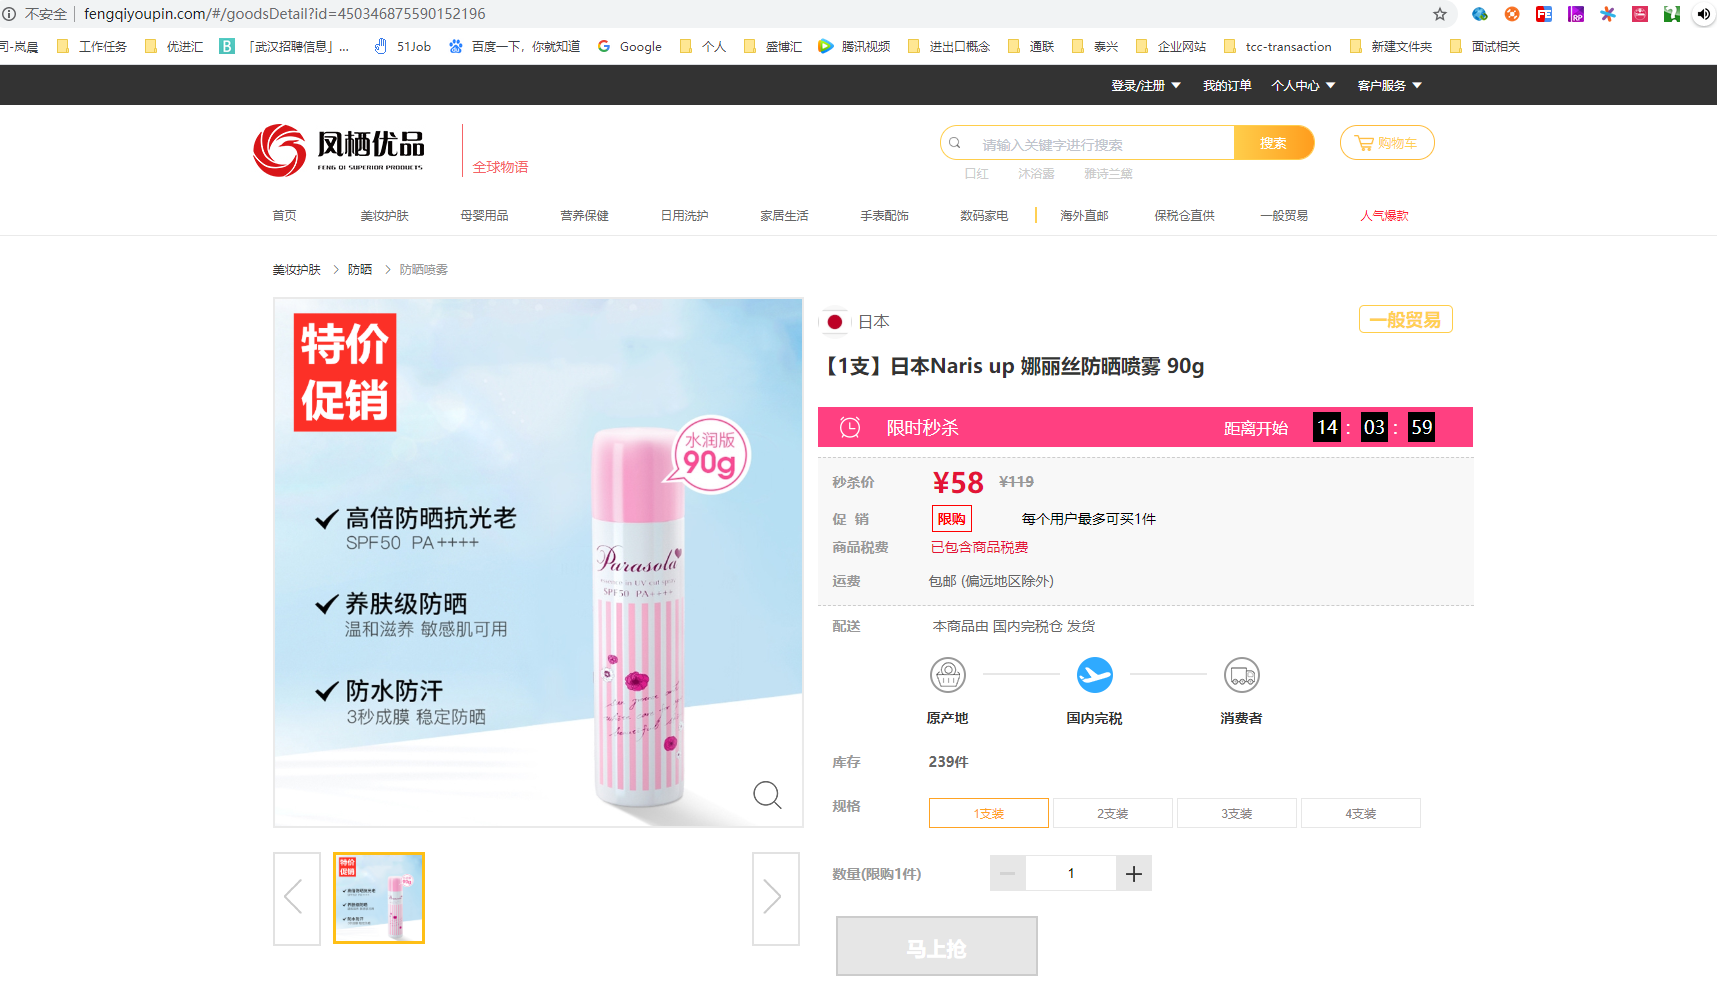 不安全 fengqiyoupin.com/#/goodsDetail?id=450346875590152196
司-岚晨 工作任务 优进汇 「武汉招聘信息」... 51Job 百度一下，你就知道 Google 个人 盛博汇 腾讯视频 进出口概念 通联 泰兴 企业网站 tcc-transaction 新建文件夹 面试相关
登录/注册 我的订单 个人中心 客户服务
凤栖优品
FENG QI SUPERIOR PRODUCTS
全球物语
请输入关键字进行搜索 搜索 购物车
口红 沐浴露 雅诗兰黛
首页 美妆护肤 母婴用品 营养保健 日用洗护 家居生活 手表配饰 数码家电 海外直邮 保税仓直供 一般贸易 人气爆款
美妆护肤 > 防晒 > 防晒喷雾
特价
促销
水润版
90g
高倍防晒抗光老
SPF50 PA++++
养肤级防晒
温和滋养 敏感肌可用
防水防汗
3秒成膜 稳定防晒
Parasola
essence in UV cut spray
SPF50 PA++++
日本
一般贸易
【1支】日本Naris up 娜丽丝防晒喷雾 90g
限时秒杀 距离开始 14 : 03 : 59
秒杀价 ¥58 ¥119
促 销 限购 每个用户最多可买1件
商品税费 已包含商品税费
运费 包邮 (偏远地区除外)
配送 本商品由 国内完税仓 发货
原产地 国内完税 消费者
库存 239件
规格 1支装 2支装 3支装 4支装
数量(限购1件) 1
马上抢